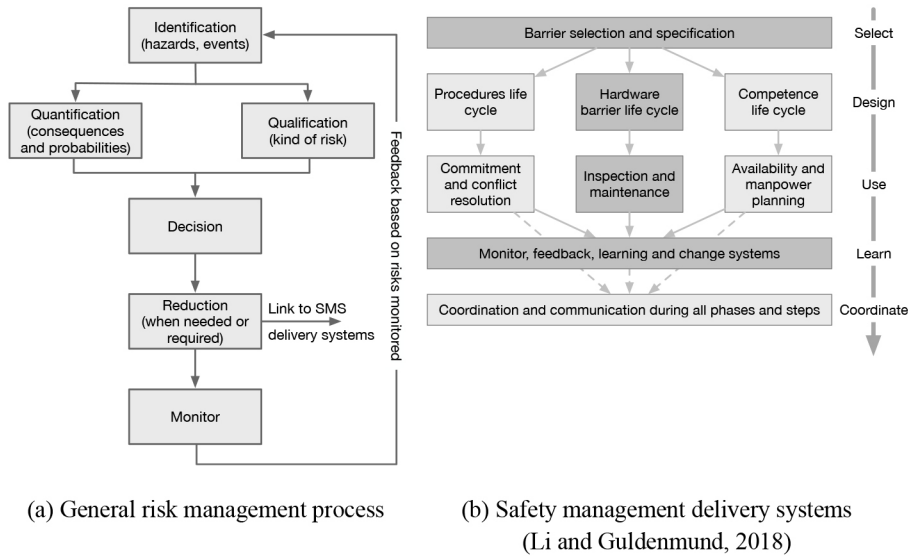 Identification
(hazards, events)
Quantification
(consequences
and probabilities)
Qualification
(kind of risk)
Decision
Reduction
(when needed or
required)
Link to SMS
delivery systems
Monitor
Feedback based on risks monitored
(a) General risk management process
Barrier selection and specification
Select
Procedures life
cycle
Hardware
barrier life cycle
Competence
life cycle
Design
Commitment
and conflict
resolution
Inspection and
maintenance
Availability and
manpower
planning
Use
Monitor, feedback, learning and change systems
Learn
Coordination and communication during all phases and steps
Coordinate
(b) Safety management delivery systems
(Li and Guldenmund, 2018)